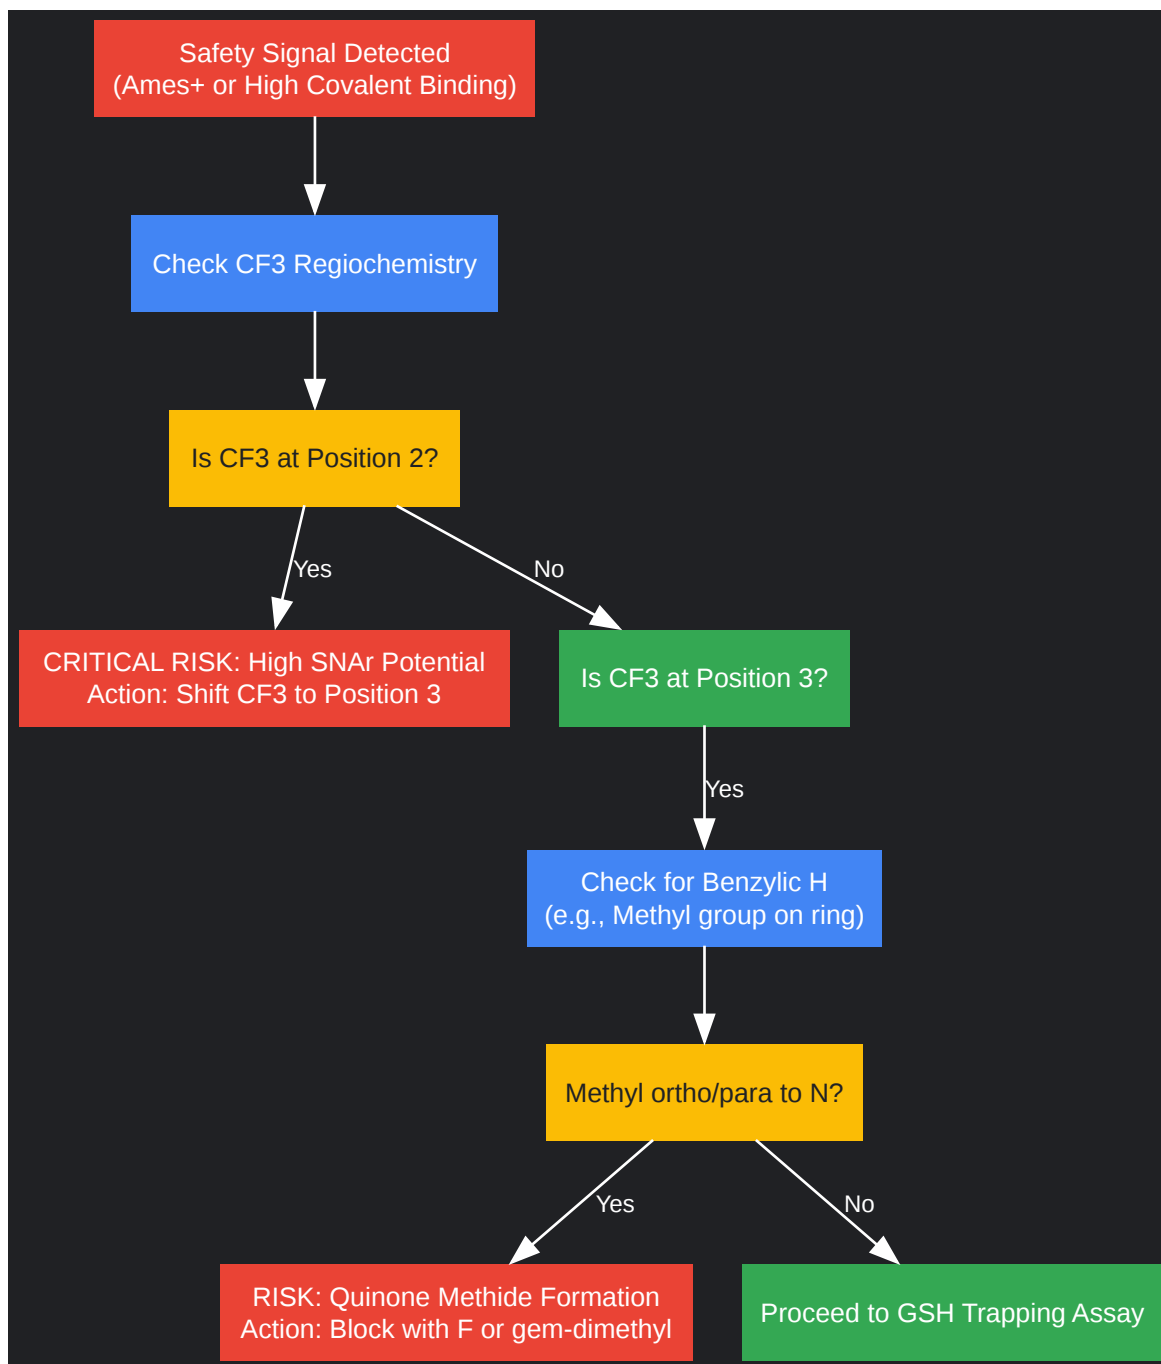 Safety Signal Detected
(Ames+ or High Covalent Binding)
Check CF3 Regiochemistry
Is CF3 at Position 2?
Yes
No
CRITICAL RISK: High SNAr Potential
Action: Shift CF3 to Position 3
Is CF3 at Position 3?
Yes
Check for Benzylic H
(e.g., Methyl group on ring)
Methyl ortho/para to N?
Yes
No
RISK: Quinone Methide Formation
Action: Block with F or gem-dimethyl
Proceed to GSH Trapping Assay